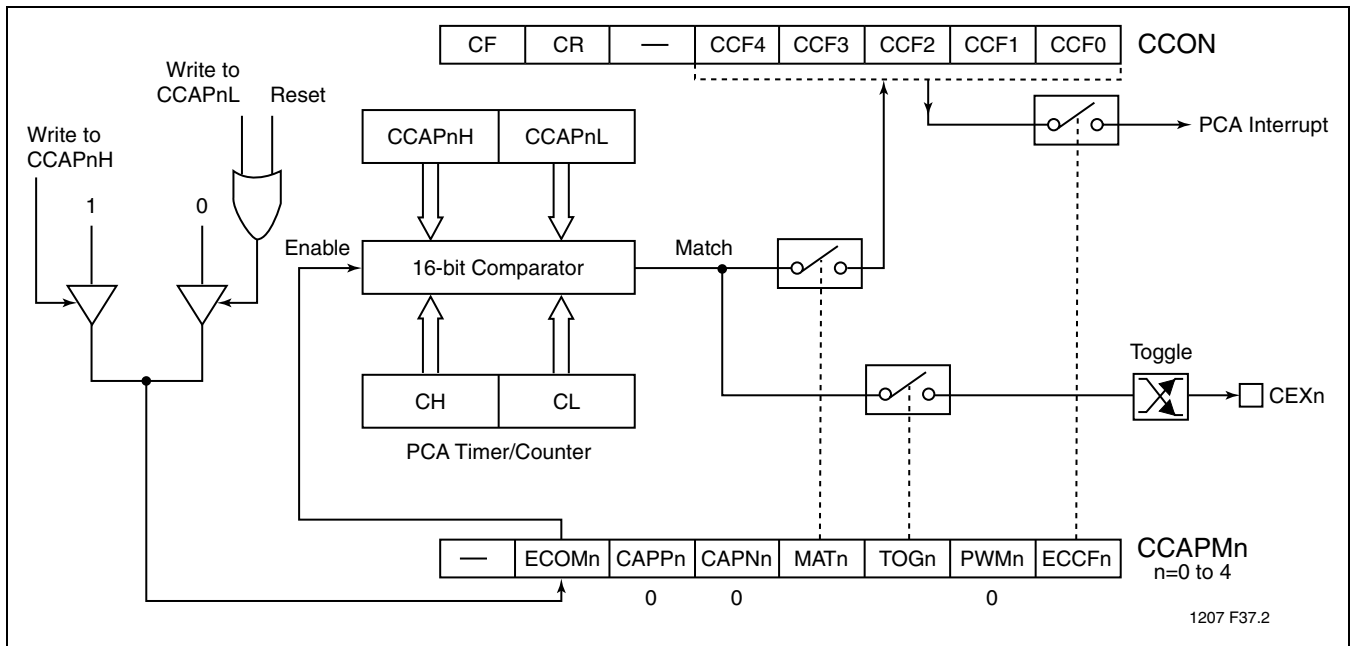 CF CR — CCF4 CCF3 CCF2 CCF1 CCF0 CCON
Write to
CCAPnL
Reset
Write to
CCAPnH
CCAPnH CCAPnL
PCA Interrupt
1
0
Enable
16-bit Comparator
Match
Toggle
CH CL
CEXn
PCA Timer/Counter
— ECOMn CAPPn CAPNn MATn TOGn PWMn ECCFn CCAPMn
n=0 to 4
0 0 0
1207 F37.2